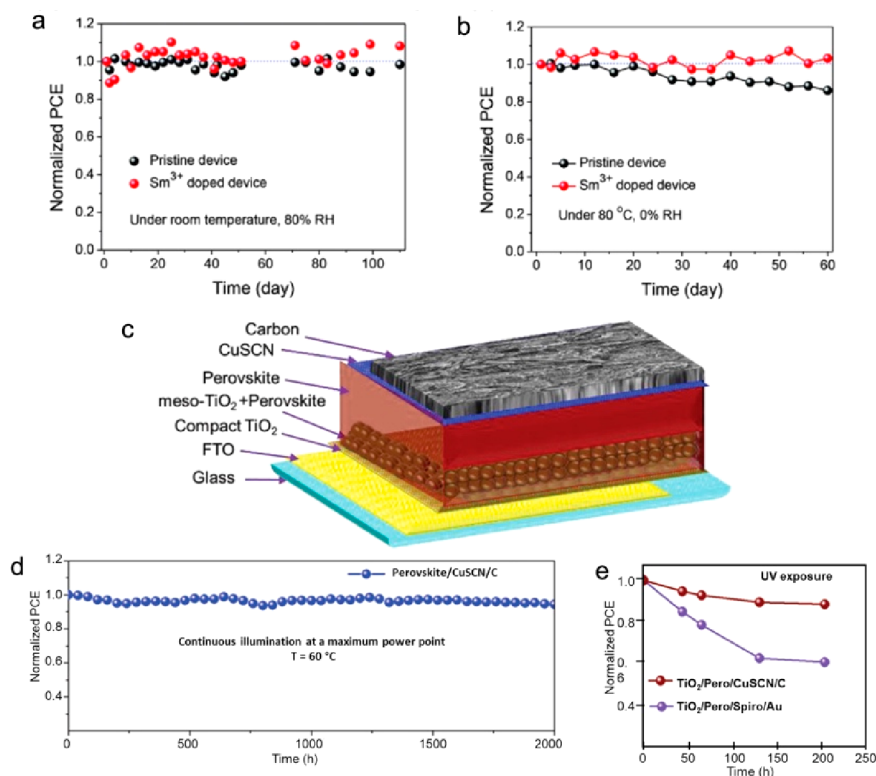 a
1.2
1.0
0.8
0.6
0.4
0.2
0.0
Normalized PCE
Pristine device
Sm3+ doped device
Under room temperature, 80% RH
0 20 40 60 80 100
Time (day)
b
1.2
1.0
0.8
0.6
0.4
0.2
0.0
Normalized PCE
Pristine device
Sm3+ doped device
Under 80 °C, 0% RH
0 10 20 30 40 50 60
Time (day)
c
Carbon
CuSCN
Perovskite
meso-TiO2+Perovskite
Compact TiO2
FTO
Glass
d
1.2
1.0
0.8
0.6
0.4
Normalized PCE
Perovskite/CuSCN/C
Continuous illumination at a maximum power point
T = 60 °C
0 500 1000 1500 2000
Time (h)
e
UV exposure
1.0
0.8
0.
6
0.4
Normalized PCE
TiO2/Pero/CuSCN/C
TiO2/Pero/Spiro/Au
0 50 100 150 200 250
Time (h)